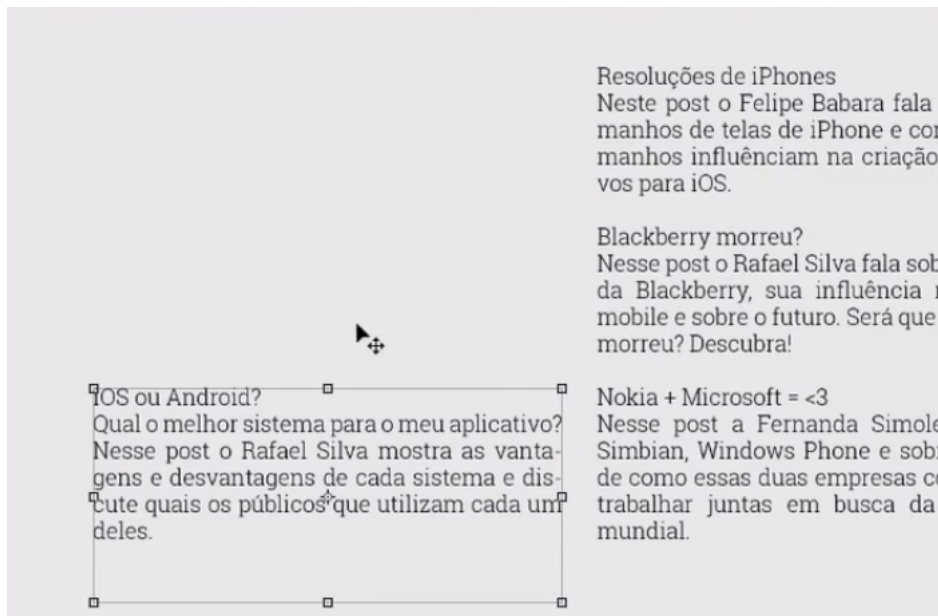 iOS ou Android?
Qual o melhor sistema para o meu aplicativo?
Nesse post o Rafael Silva mostra as vanta-
gens e desvantagens de cada sistema e dis-
cute quais os públicos que utilizam cada um
deles.
Resoluções de iPhones
Neste post o Felipe Babara fala
manhos de telas de iPhone e
manhos influênciam na criação
vos para iOS.
Blackberry morreu?
Nesse post o Rafael Silva fala
da Blackberry, sua influência
mobile e sobre o futuro. Será que
morreu? Descubra!
Nokia + Microsoft = <3
Nesse post a Fernanda
Simbian, Windows Phone e
de como essas duas empresas
trabalhar juntas em busca da
mundial.